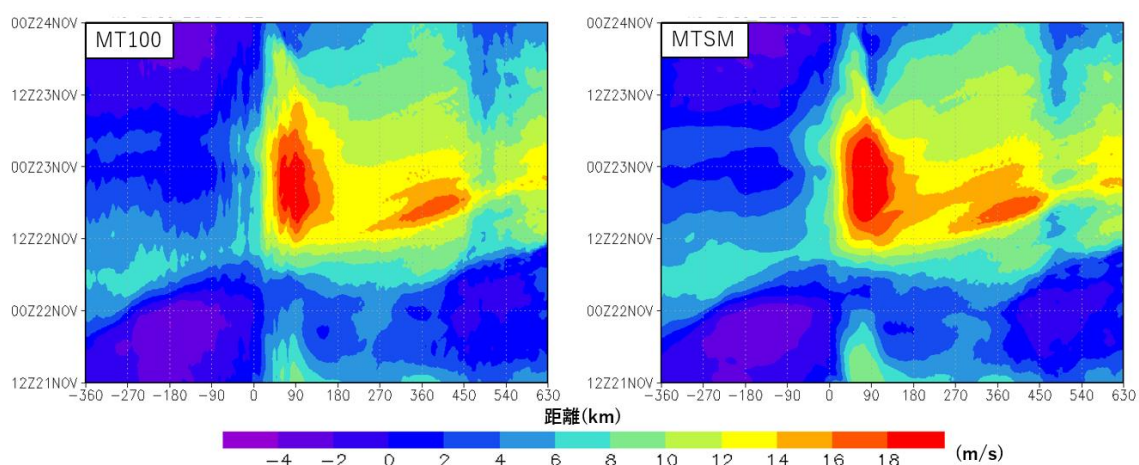 MT100
MTSM
00Z24NOV
12Z23NOV
00Z23NOV
12Z22NOV
00Z22NOV
12Z21NOV
-360 -270 -180 -90 0 90 180 270 360 450 540 630
00Z24NOV
12Z23NOV
00Z23NOV
12Z22NOV
00Z22NOV
12Z21NOV
-360 -270 -180 -90 0 90 180 270 360 450 540 630
距離(km)
-4 -2 0 2 4 6 8 10 12 14 16 18 (m/s)